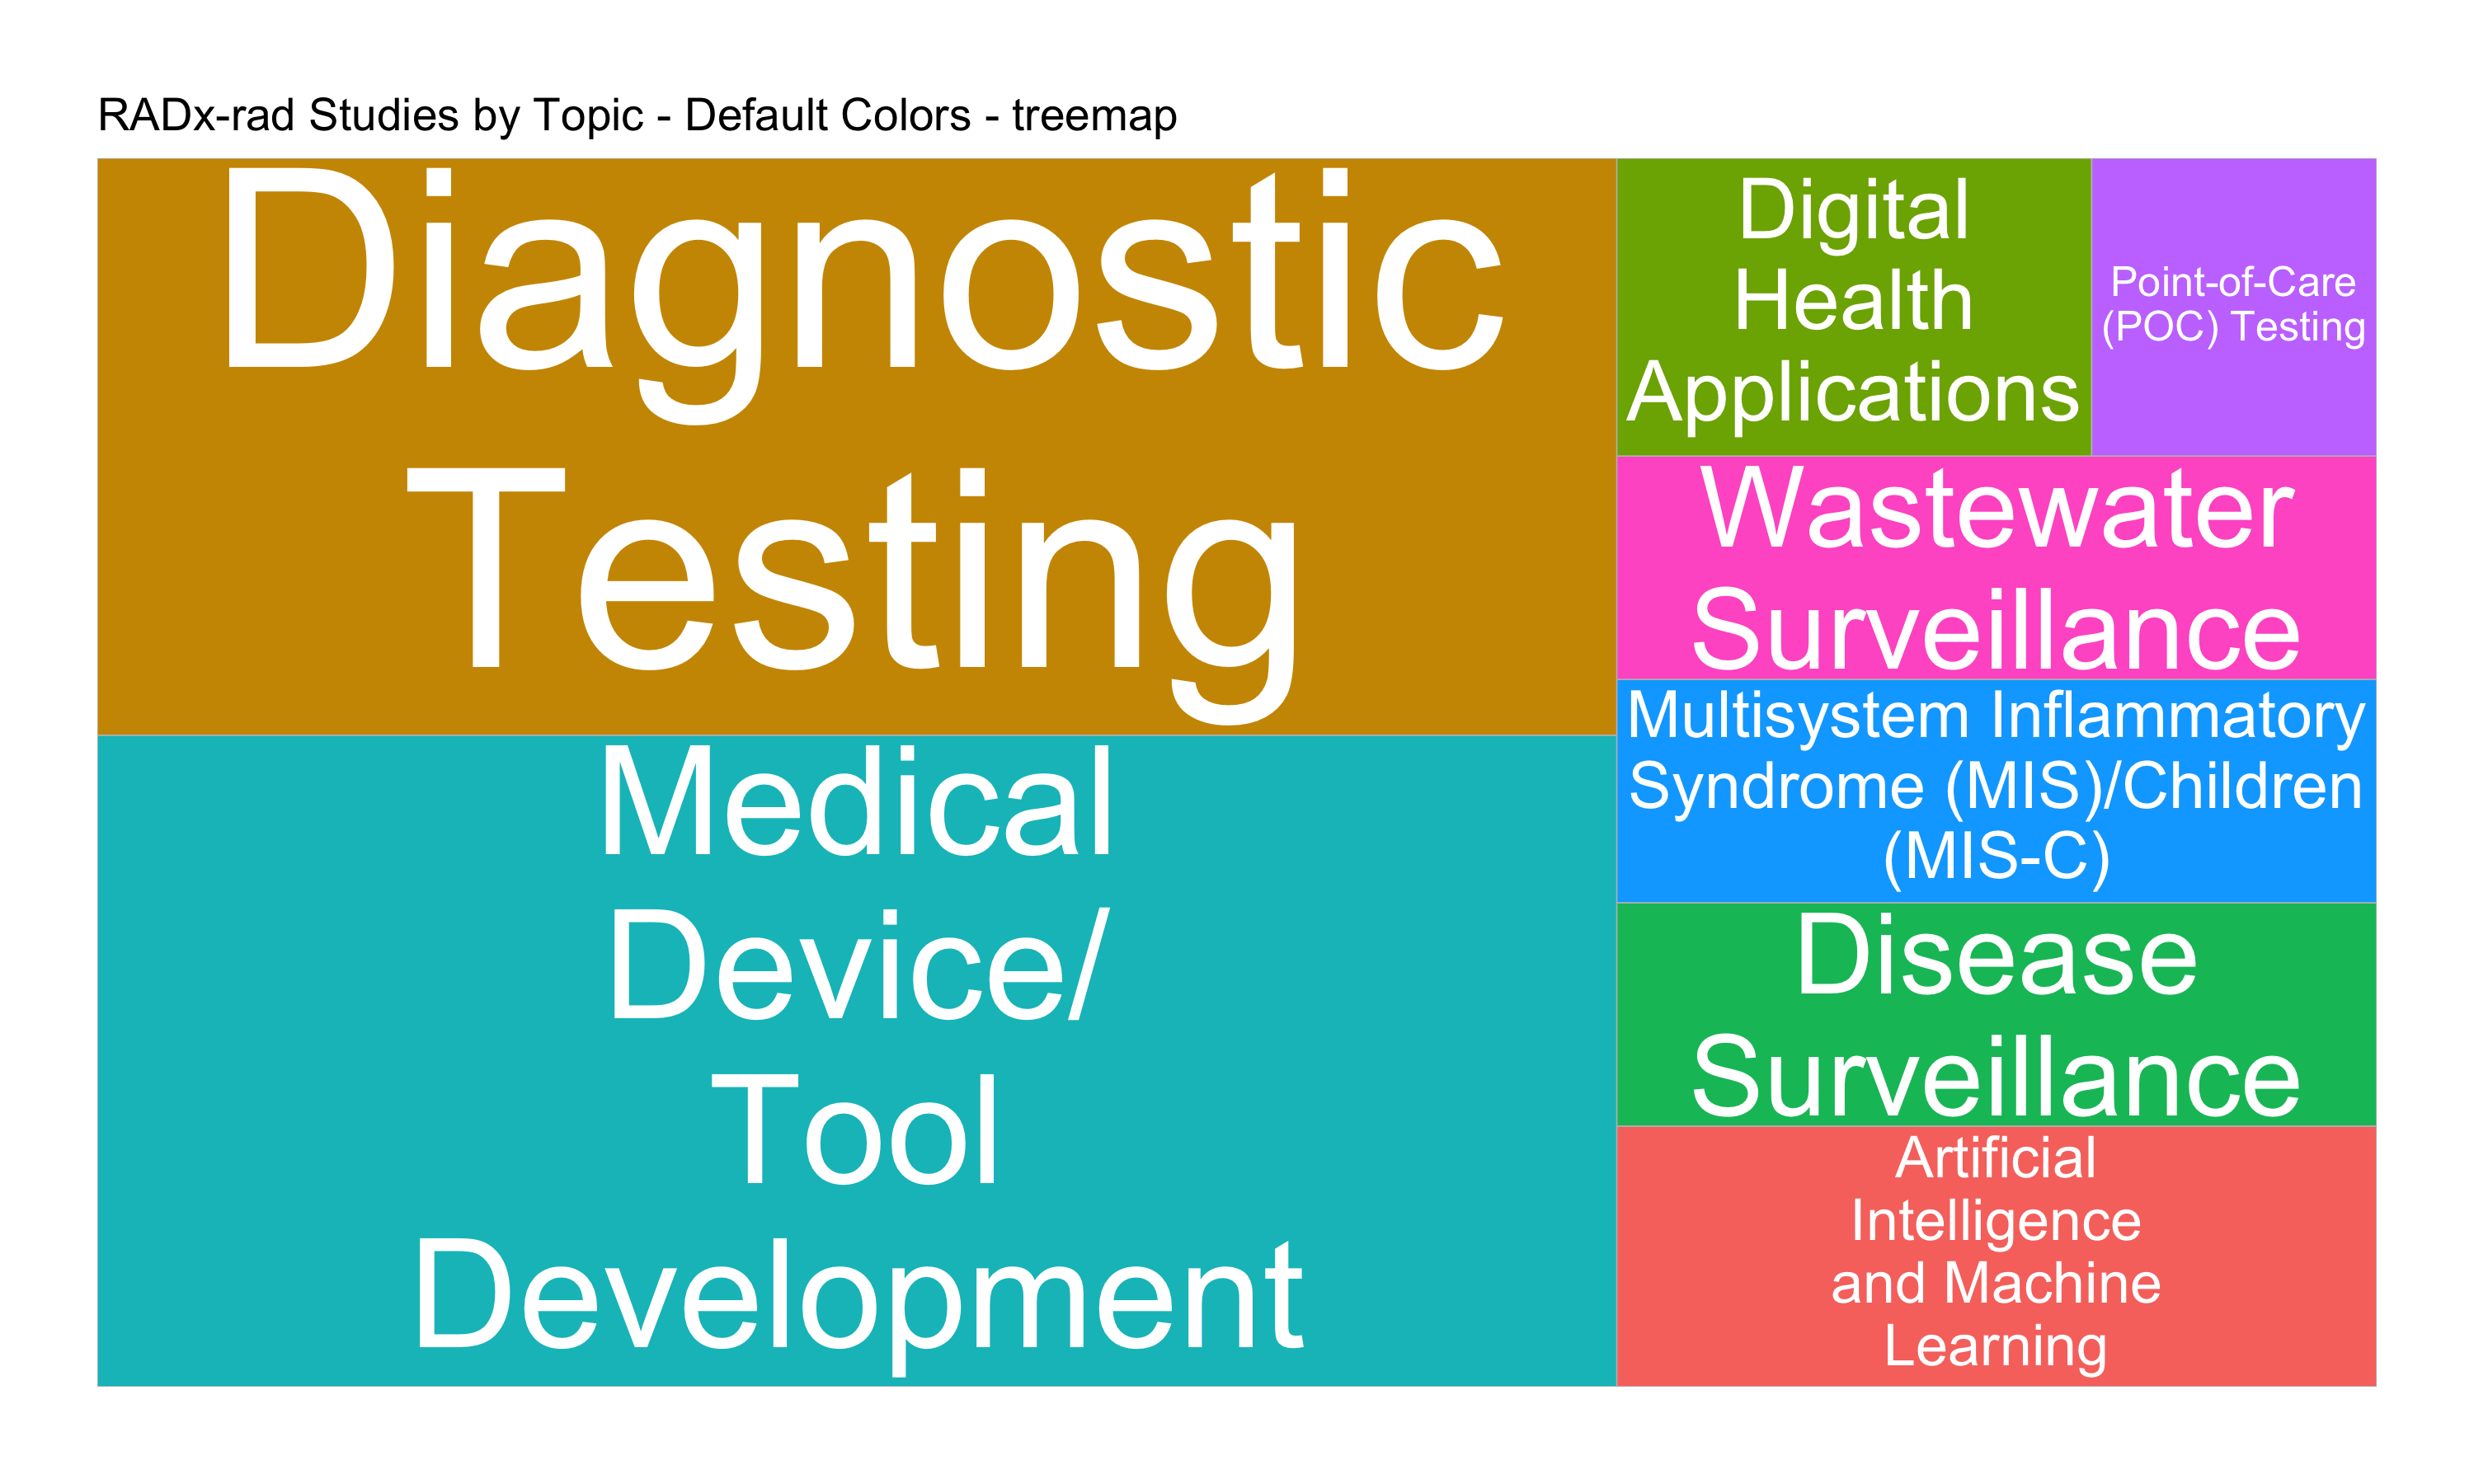 RADx-rad Studies by Topic - Default Colors - treemap
Diagnostic
Testing
Medical
Device/
Tool
Development
Digital
Health
Applications
Point-of-Care
(POC) Testing
Wastewater
Surveillance
Multisystem Inflammatory
Syndrome (MIS)/Children
(MIS-C)
Disease
Surveillance
Artificial
Intelligence
and Machine
Learning